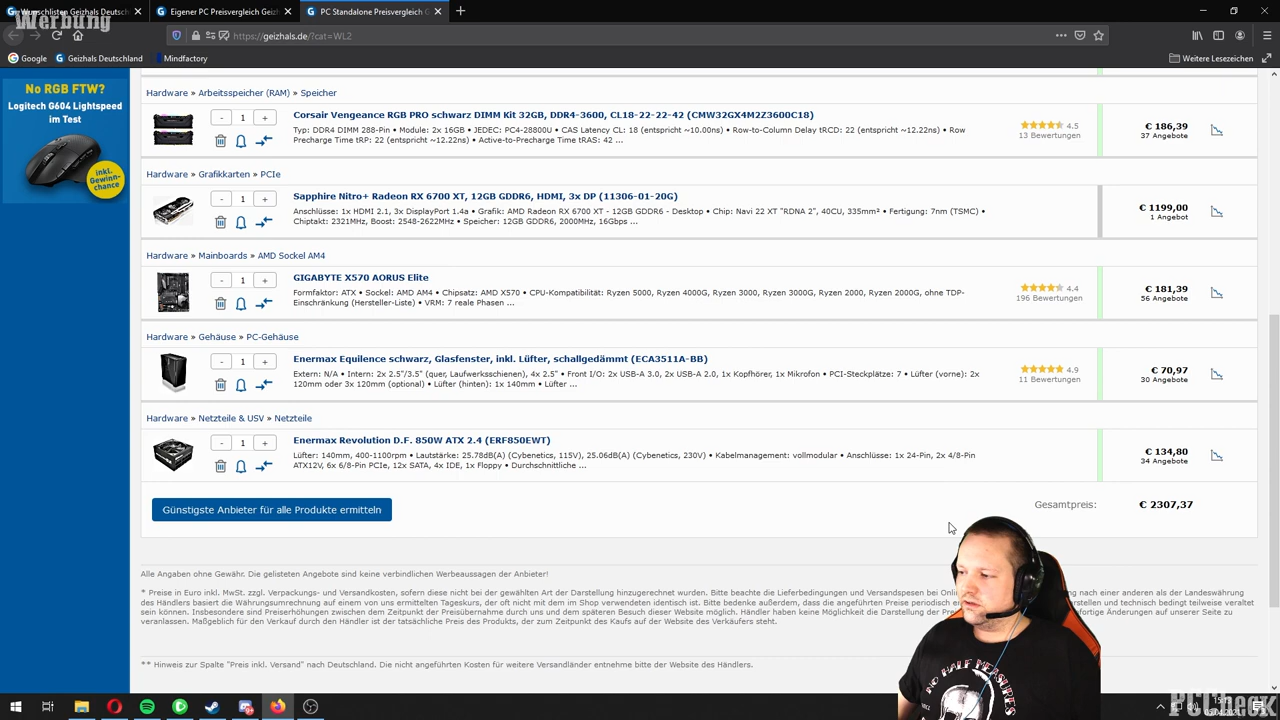 Wunschlisten Geizhals Deutsch
Eigener PC Preisvergleich Geizh
PC Standalone Preisvergleich G
Werbung
https://geizhals.de/?cat=WL2
Google
Geizhals Deutschland
Mindfactory
Weitere Lesezeichen
No RGB FTW?
Logitech G604 Lightspeed
im Test
inkl.
Gewinn-
chance
Hardware » Arbeitsspeicher (RAM) » Speicher
- 1 +
Corsair Vengeance RGB PRO schwarz DIMM Kit 32GB, DDR4-3600, CL18-22-22-42 (CMW32GX4M2Z3600C18)
Typ: DDR4 DIMM 288-Pin • Module: 2x 16GB • JEDEC: PC4-28800U • CAS Latency CL: 18 (entspricht ~10.00ns) • Row-to-Column Delay tRCD: 22 (entspricht ~12.22ns) • Row
Precharge Time tRP: 22 (entspricht ~12.22ns) • Active-to-Precharge Time tRAS: 42 ...
4.5
13 Bewertungen
€ 186,39
37 Angebote
Hardware » Grafikkarten » PCIe
- 1 +
Sapphire Nitro+ Radeon RX 6700 XT, 12GB GDDR6, HDMI, 3x DP (11306-01-20G)
Anschlüsse: 1x HDMI 2.1, 3x DisplayPort 1.4a • Grafik: AMD Radeon RX 6700 XT - 12GB GDDR6 - Desktop • Chip: Navi 22 XT "RDNA 2", 40CU, 335mm² • Fertigung: 7nm (TSMC) •
Chiptakt: 2321MHz, Boost: 2548-2622MHz • Speicher: 12GB GDDR6, 2000MHz, 16Gbps ...
€ 1199,00
1 Angebot
Hardware » Mainboards » AMD Sockel AM4
- 1 +
GIGABYTE X570 AORUS Elite
Formfaktor: ATX • Sockel: AMD AM4 • Chipsatz: AMD X570 • CPU-Kompatibilität: Ryzen 5000, Ryzen 4000G, Ryzen 3000, Ryzen 3000G, Ryzen 2000, Ryzen 2000G, ohne TDP-
Einschränkung (Hersteller-Liste) • VRM: 7 reale Phasen ...
4.4
196 Bewertungen
€ 181,39
56 Angebote
Hardware » Gehäuse » PC-Gehäuse
- 1 +
Enermax Equilence schwarz, Glasfenster, inkl. Lüfter, schallgedämmt (ECA3511A-BB)
Extern: N/A • Intern: 2x 2.5"/3.5" (quer, Laufwerksschienen), 4x 2.5" • Front I/O: 2x USB-A 3.0, 2x USB-A 2.0, 1x Kopfhörer, 1x Mikrofon • PCI-Steckplätze: 7 • Lüfter (vorne): 2x
120mm oder 3x 120mm (optional) • Lüfter (hinten): 1x 140mm • Lüfter ...
4.9
11 Bewertungen
€ 70,97
30 Angebote
Hardware » Netzteile & USV » Netzteile
- 1 +
Enermax Revolution D.F. 850W ATX 2.4 (ERF850EWT)
Lüfter: 140mm, 400-1100rpm • Lautstärke: 25.78dB(A) (Cybenetics, 115V), 25.06dB(A) (Cybenetics, 230V) • Kabelmanagement: vollmodular • Anschlüsse: 1x 24-Pin, 2x 4/8-Pin
ATX12V, 6x 6/8-Pin PCIe, 12x SATA, 4x IDE, 1x Floppy • Durchschnittliche ...
€ 134,80
34 Angebote
Günstigste Anbieter für alle Produkte ermitteln
Gesamtpreis: € 2307,37
Alle Angaben ohne Gewähr. Die gelisteten Angebote sind keine verbindlichen Werbeaussagen der Anbieter!
* Preise in Euro inkl. MwSt. zzgl. Verpackungs- und Versandkosten, sofern diese nicht bei der gewählten Art der Darstellung hinzugerechnet wurden. Bitte beachte die Lieferbedingungen und Versandspesen bei Onl ung nach einer anderen als der Landeswährung
des Händlers basiert die Währungsumrechnung auf einem von uns ermittelten Tageskurs, der oft nicht mit dem im Shop verwendeten identisch ist. Bitte bedenke außerdem, dass die angeführten Preise periodisch er erstellen und technisch bedingt teilweise veraltet
sein können. Insbesondere sind Preiserhöhungen zwischen dem Zeitpunkt der Preisübernahme durch uns und dem späteren Besuch dieser Website möglich. Händler haben keine Möglichkeit die Darstellung der Pre ofortige Änderungen auf unserer Seite zu
veranlassen. Maßgeblich für den Verkauf durch den Händler ist der tatsächliche Preis des Produkts, der zum Zeitpunkt des Kaufs auf der Website des Verkäufers steht.
** Hinweis zur Spalte "Preis inkl. Versand" nach Deutschland. Die nicht angeführten Kosten für weitere Versandländer entnehme bitte der Website des Händlers.
NO HALF MEASURES
PCCheck